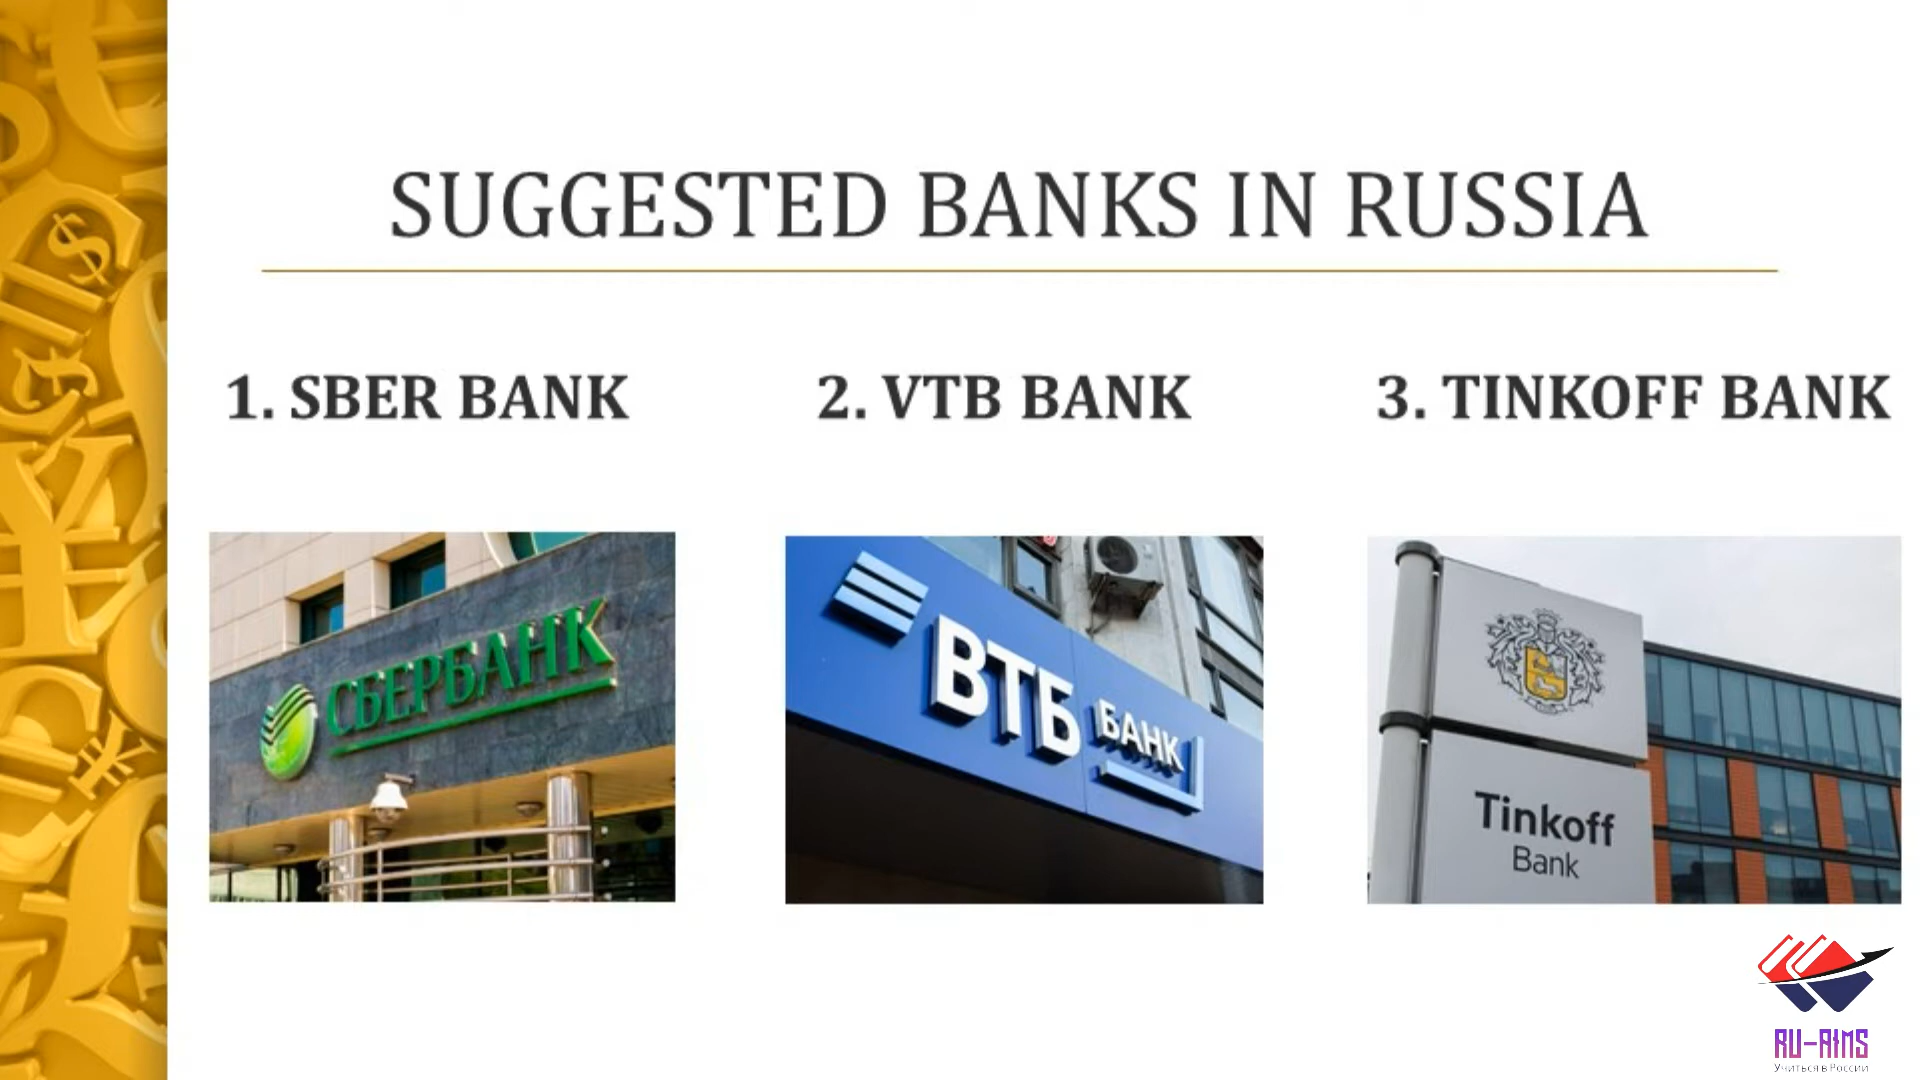 SUGGESTED BANKS IN RUSSIA
1. SBER BANK
2. VTB BANK
3. TINKOFF BANK
СБЕРБАНК
ВТБ БАНК
Tinkoff
Bank
RU-AIMS
Учиться в России